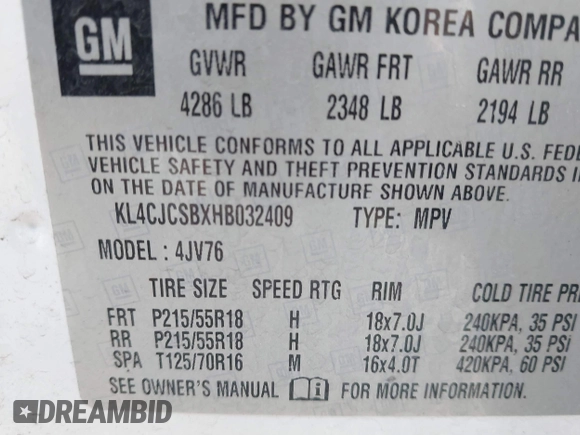 GM
MFD BY GM KOREA COMPA
GVWR GAWR FRT GAWR RR
4286 LB 2348 LB 2194 LB
THIS VEHICLE CONFORMS TO ALL APPLICABLE U.S. FEDE
VEHICLE SAFETY AND THEFT PREVENTION STANDARDS IN
ON THE DATE OF MANUFACTURE SHOWN ABOVE.
KL4CJCSBXHB032409 TYPE: MPV
MODEL : 4JV76
TIRE SIZE SPEED RTG RIM COLD TIRE PR
FRT P215/55R18 H 18x7.0J 240KPA, 35 PSI
RR P215/55R18 H 18x7.0J 240KPA, 35 PSI
SPA T125/70R16 M 16x4.0T 420KPA, 60 PSI
SEE OWNER'S MANUAL FOR MORE INFORMATION.
DREAMBID